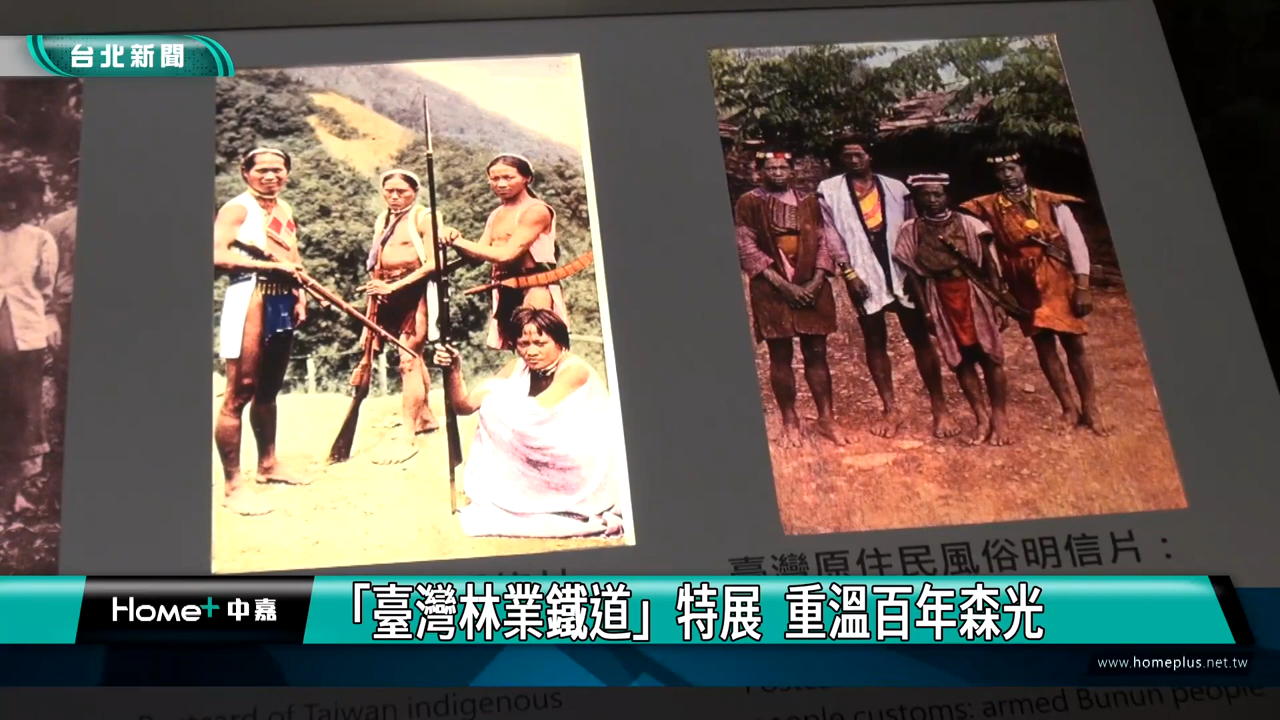 台北新聞
臺灣原住民風俗明信片：
Home+ 中嘉
「臺灣林業鐵道」特展 重溫百年森光
www.homeplus.net.tw
Postcard of Taiwan indigenous
people customs: armed Bunun people